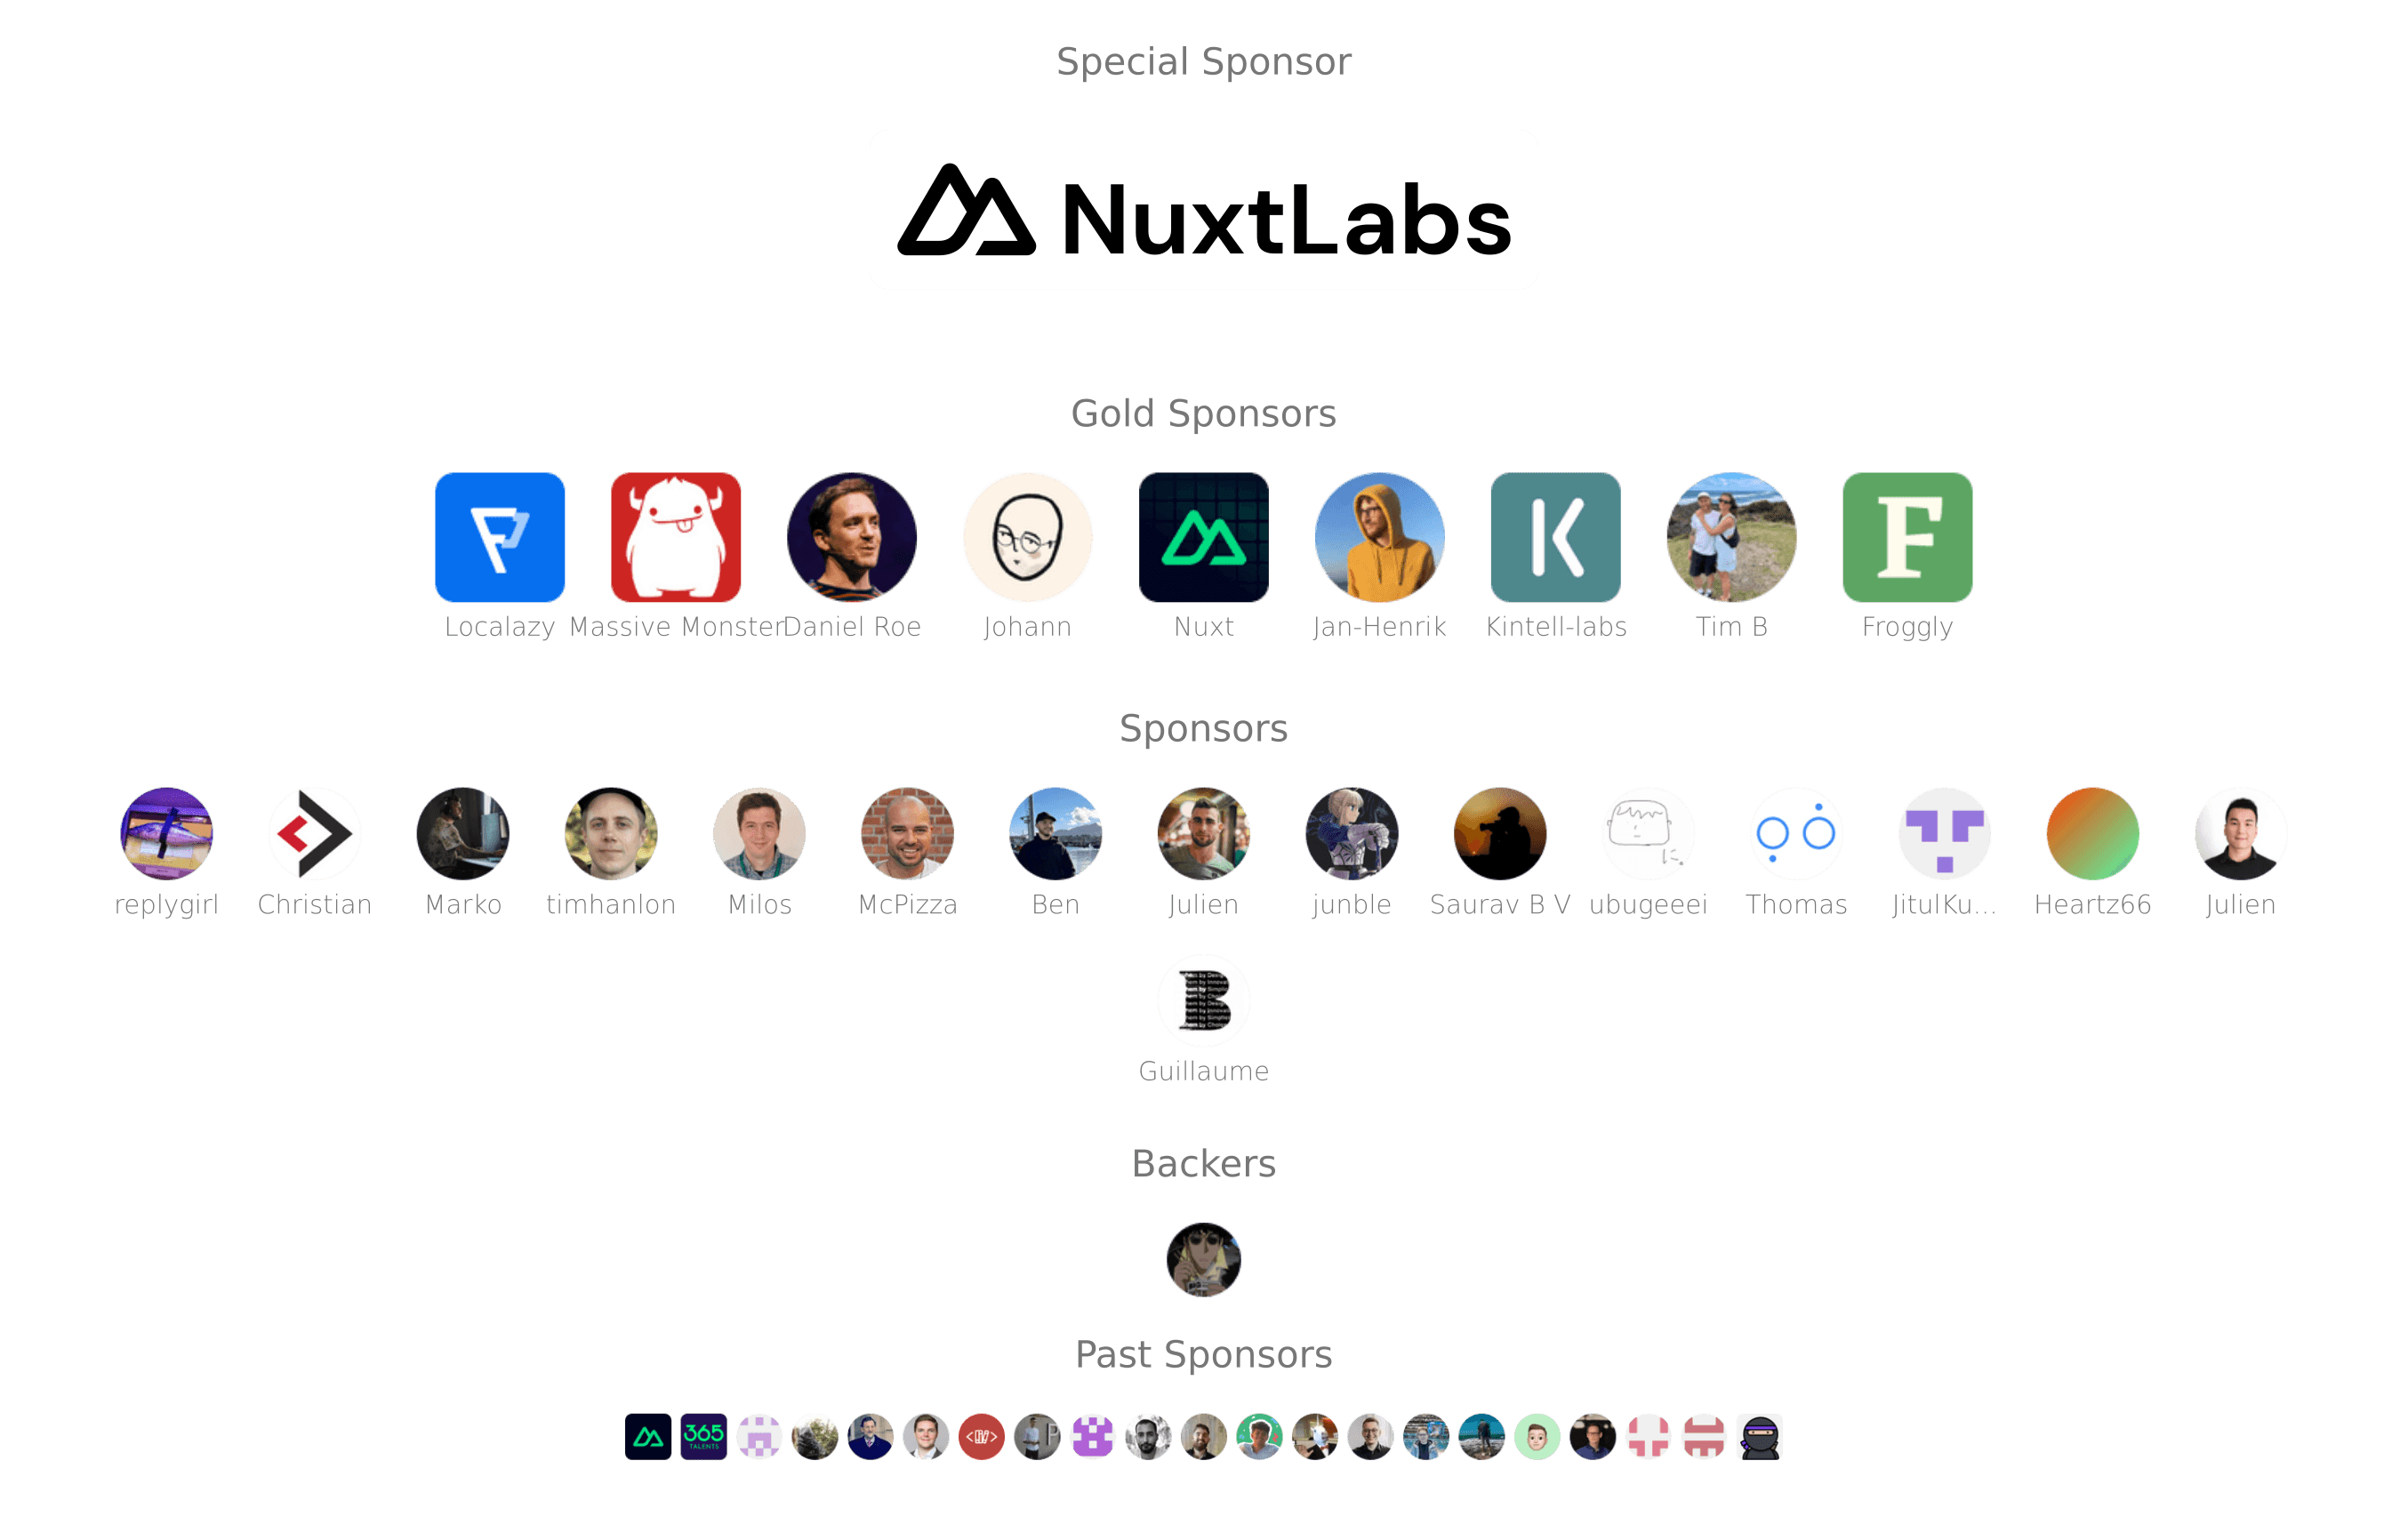 Special Sponsor
NuxtLabs
Gold Sponsors
Localazy Massive Monster Daniel Roe Johann Nuxt Jan-Henrik Kintell-labs Tim B Froggly
Sponsors
replygirl Christian Marko timhanlon Milos McPizza Ben Julien junble Saurav B V ubugeeei Thomas JitulKu... Heartz66 Julien
Guillaume
Backers
Past Sponsors
365
TALENTS